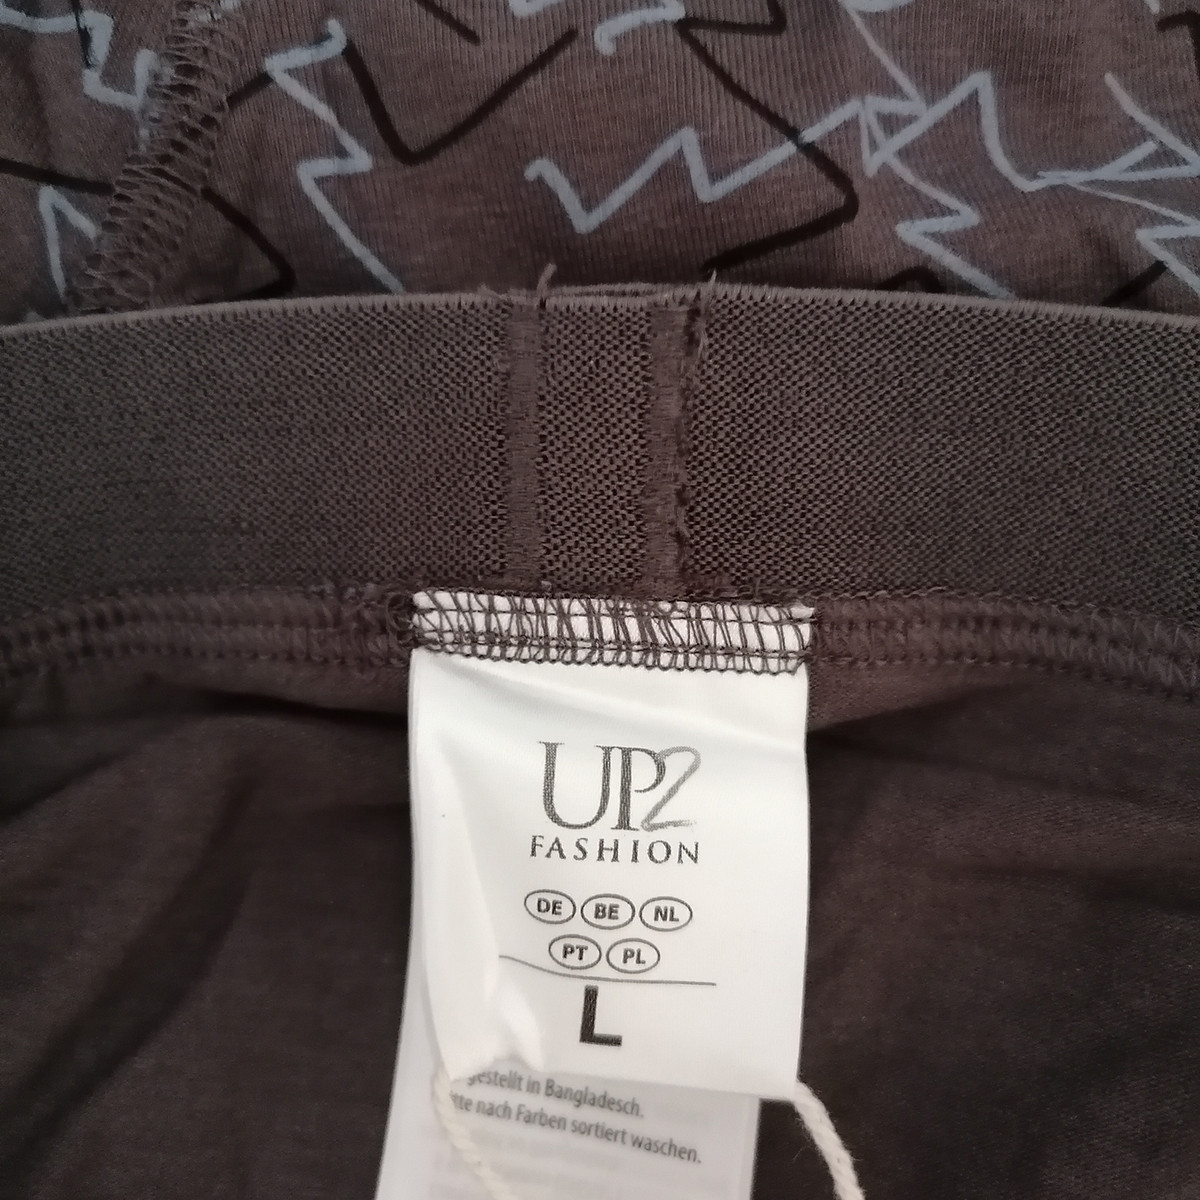 UP2
FASHION
DE BE NL
PT PL
L
gestellt in Bangladesch.
tte nach Farben sortiert waschen.